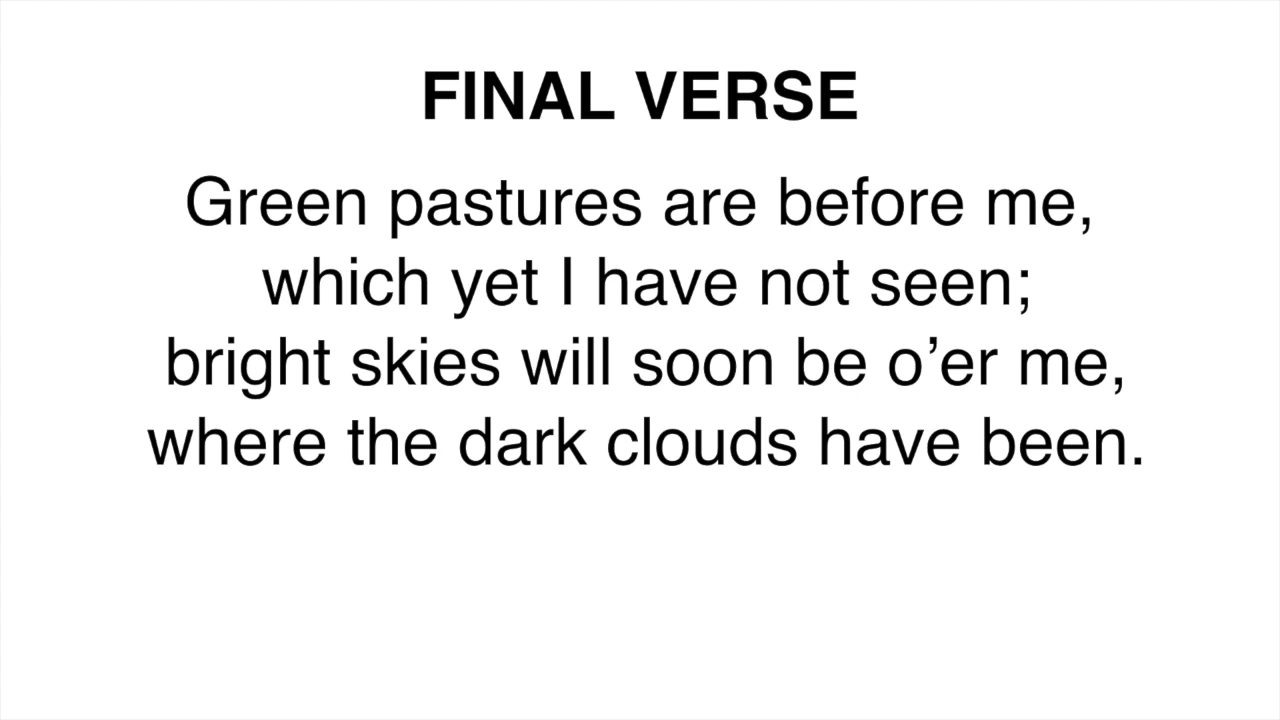 FINAL VERSE
Green pastures are before me,
which yet I have not seen;
bright skies will soon be o’er me,
where the dark clouds have been.